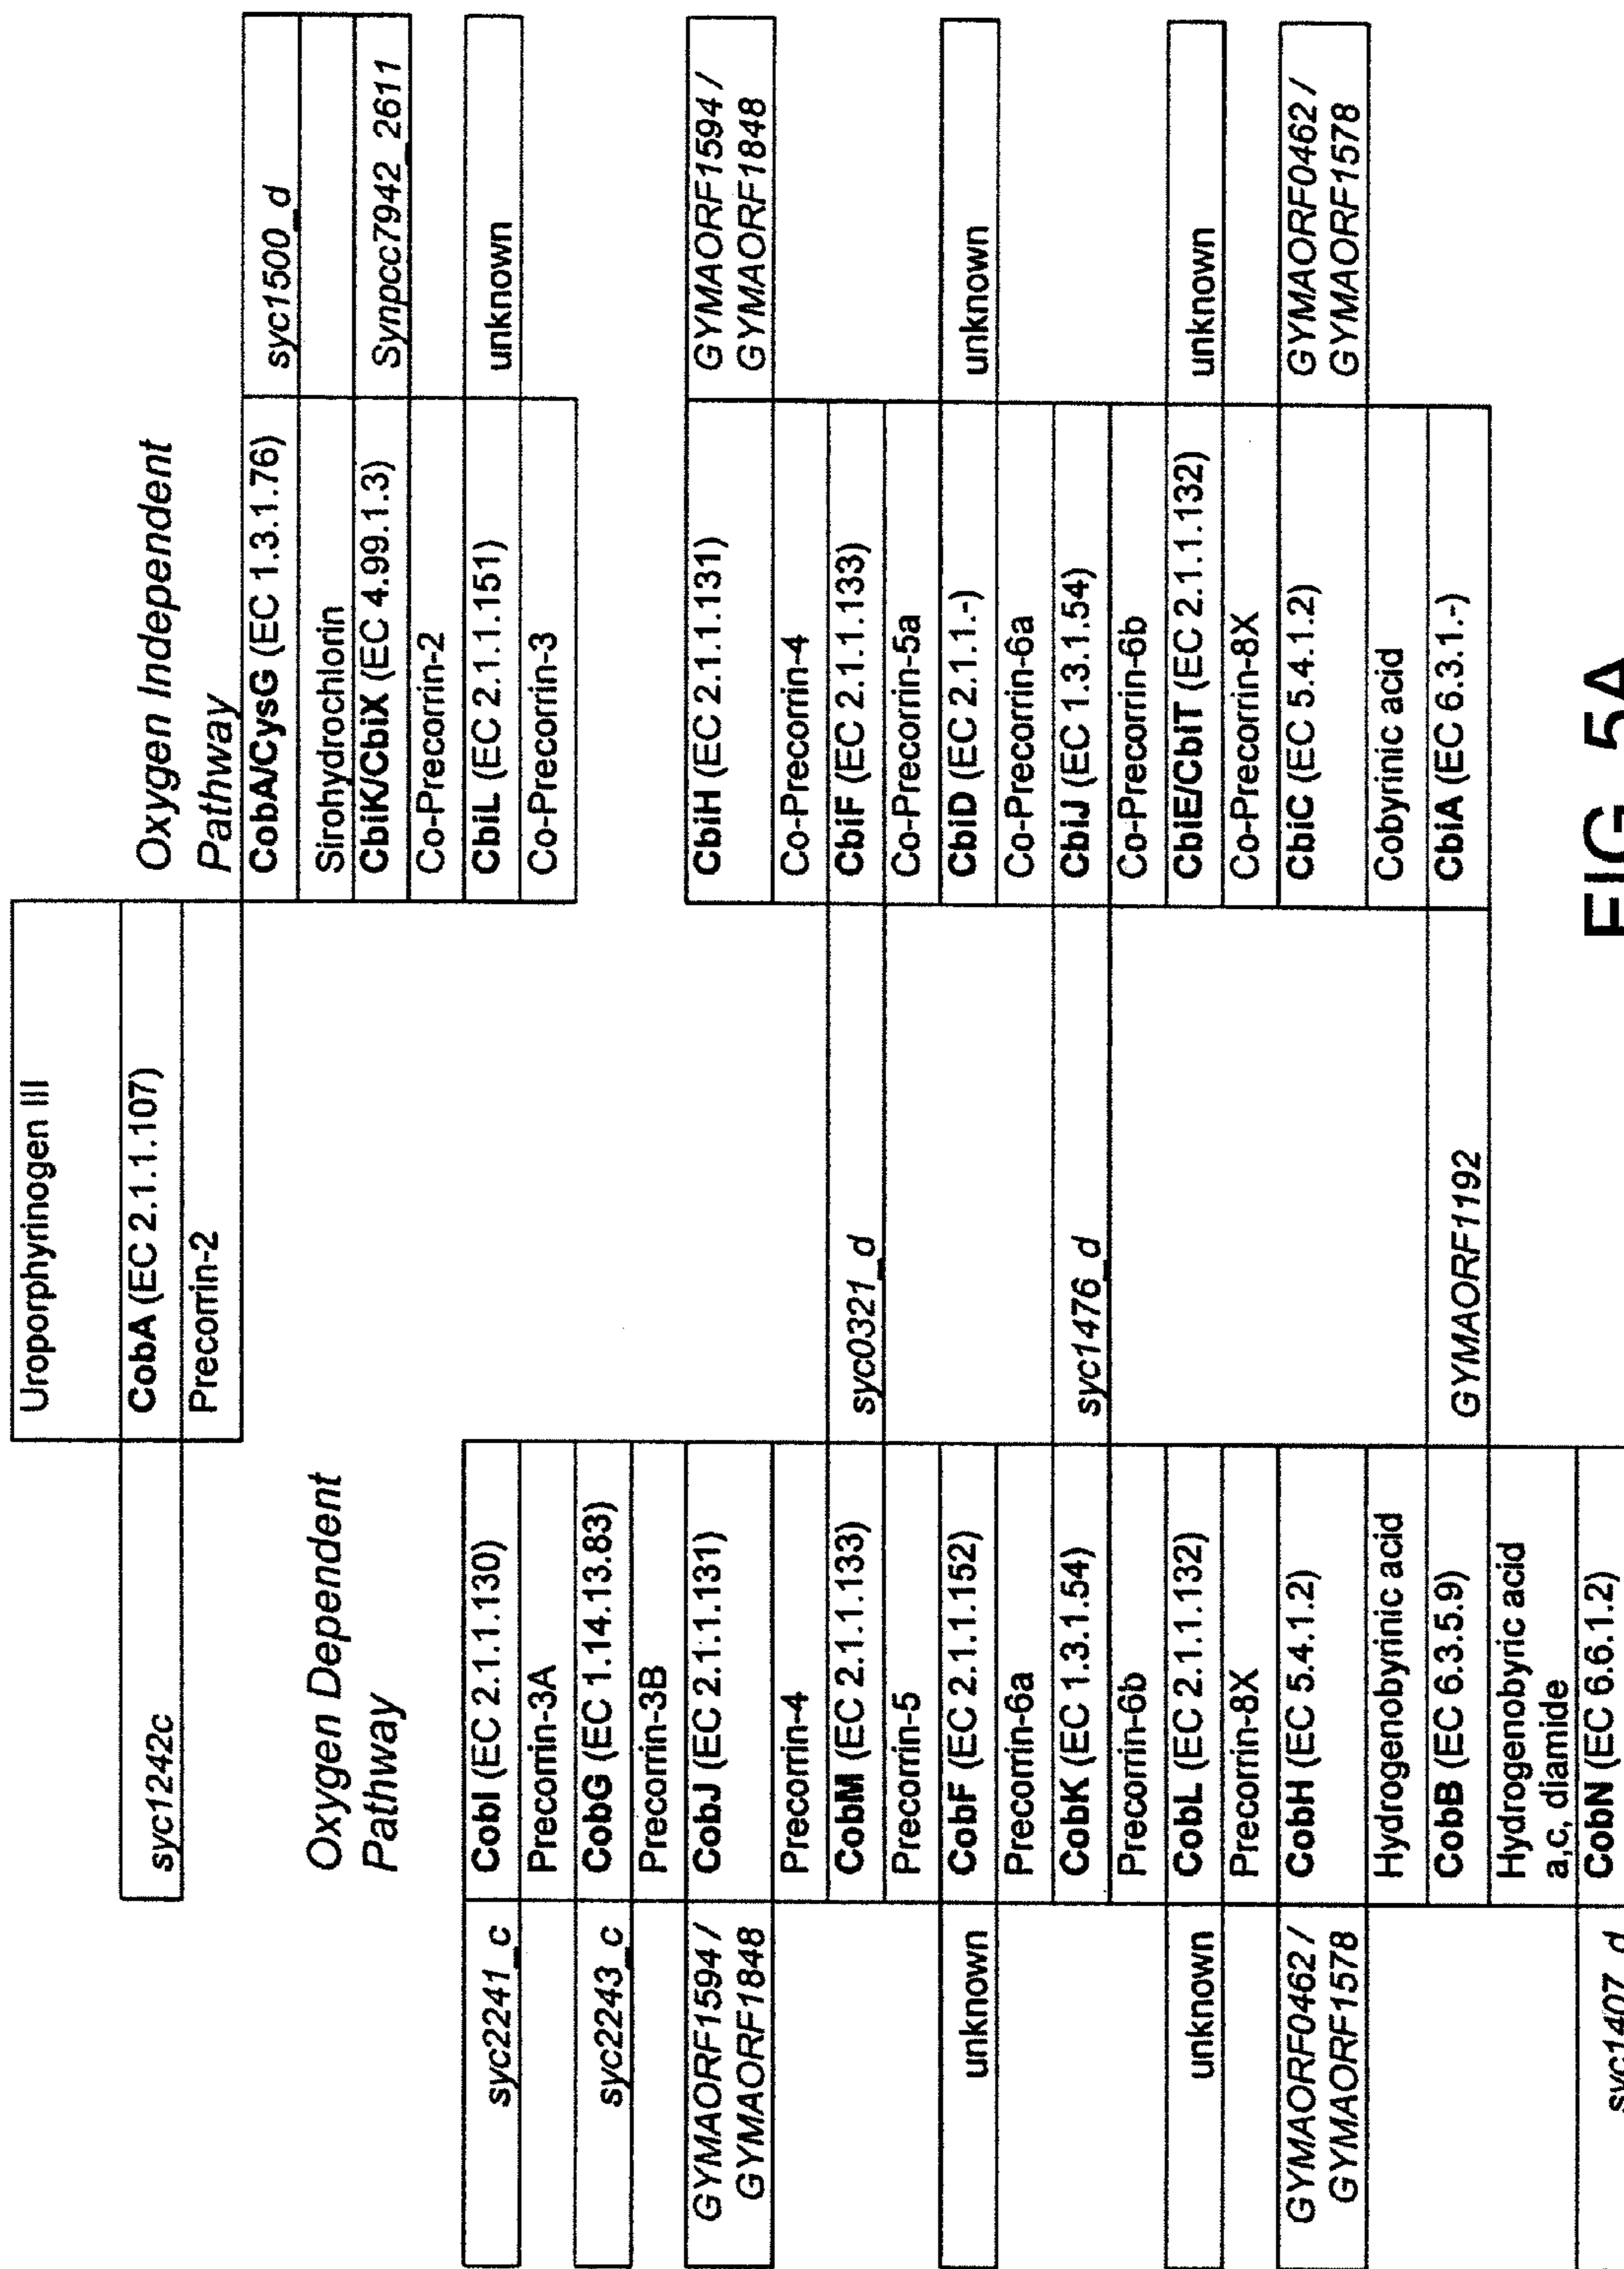 Uroporphyrinogen III
syc1242c
CobA (EC 2.1.1.107)
Precorrin-2
Oxygen Dependent
Pathway
Oxygen Independent
Pathway
CobA/CysG (EC 1.3.1.76)
syc1500_d
Sirohydrochlorin
CbiK/CbiX (EC 4.99.1.3)
Synpcc7942_2611
Co-Precorrin-2
syc2241_c
CobI (EC 2.1.1.130)
CbiL (EC 2.1.1.151)
unknown
Precorrin-3A
Co-Precorrin-3
syc2243_c
CobG (EC 1.14.13.83)
Precorrin-3B
GYMAORF1594 /
GYMAORF1848
CobJ (EC 2.1.1.131)
CbiH (EC 2.1.1.131)
GYMAORF1594 /
GYMAORF1848
Precorrin-4
Co-Precorrin-4
CobM (EC 2.1.1.133)
syc0321_d
CbiF (EC 2.1.1.133)
Precorrin-5
Co-Precorrin-5a
unknown
CobF (EC 2.1.1.152)
CbiD (EC 2.1.1.-)
unknown
Precorrin-6a
Co-Precorrin-6a
CobK (EC 1.3.1.54)
syc1476_d
CbiJ (EC 1.3.1.54)
Precorrin-6b
Co-Precorrin-6b
unknown
CobL (EC 2.1.1.132)
CbiE/CbiT (EC 2.1.1.132)
unknown
Precorrin-8X
Co-Precorrin-8X
GYMAORF0462 /
GYMAORF1578
CobH (EC 5.4.1.2)
CbiC (EC 5.4.1.2)
GYMAORF0462 /
GYMAORF1578
Hydrogenobyrinic acid
Cobyrinic acid
CobB (EC 6.3.5.9)
GYMAORF1192
CbiA (EC 6.3.1.-)
Hydrogenobyric acid
a,c, diamide
syc1407_d
CobN (EC 6.6.1.2)
FIG. 5A